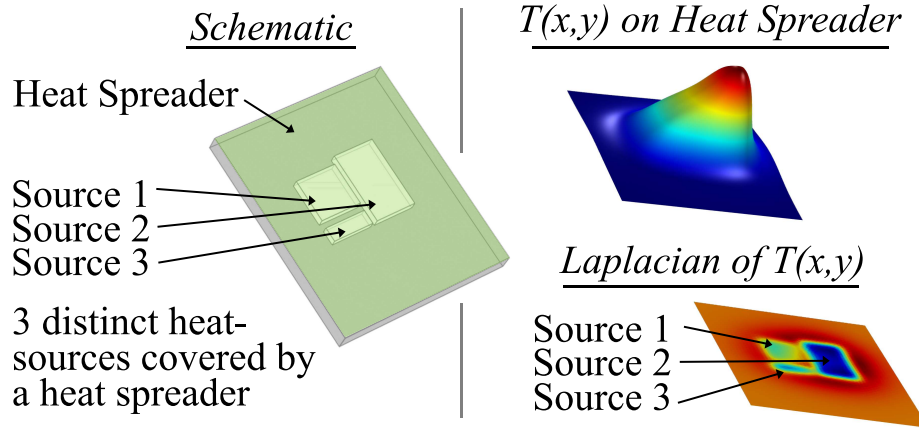 Schematic
Heat Spreader
Source 1
Source 2
Source 3
3 distinct heat-
sources covered by
a heat spreader
T(x,y) on Heat Spreader
Laplacian of T(x,y)
Source 1
Source 2
Source 3